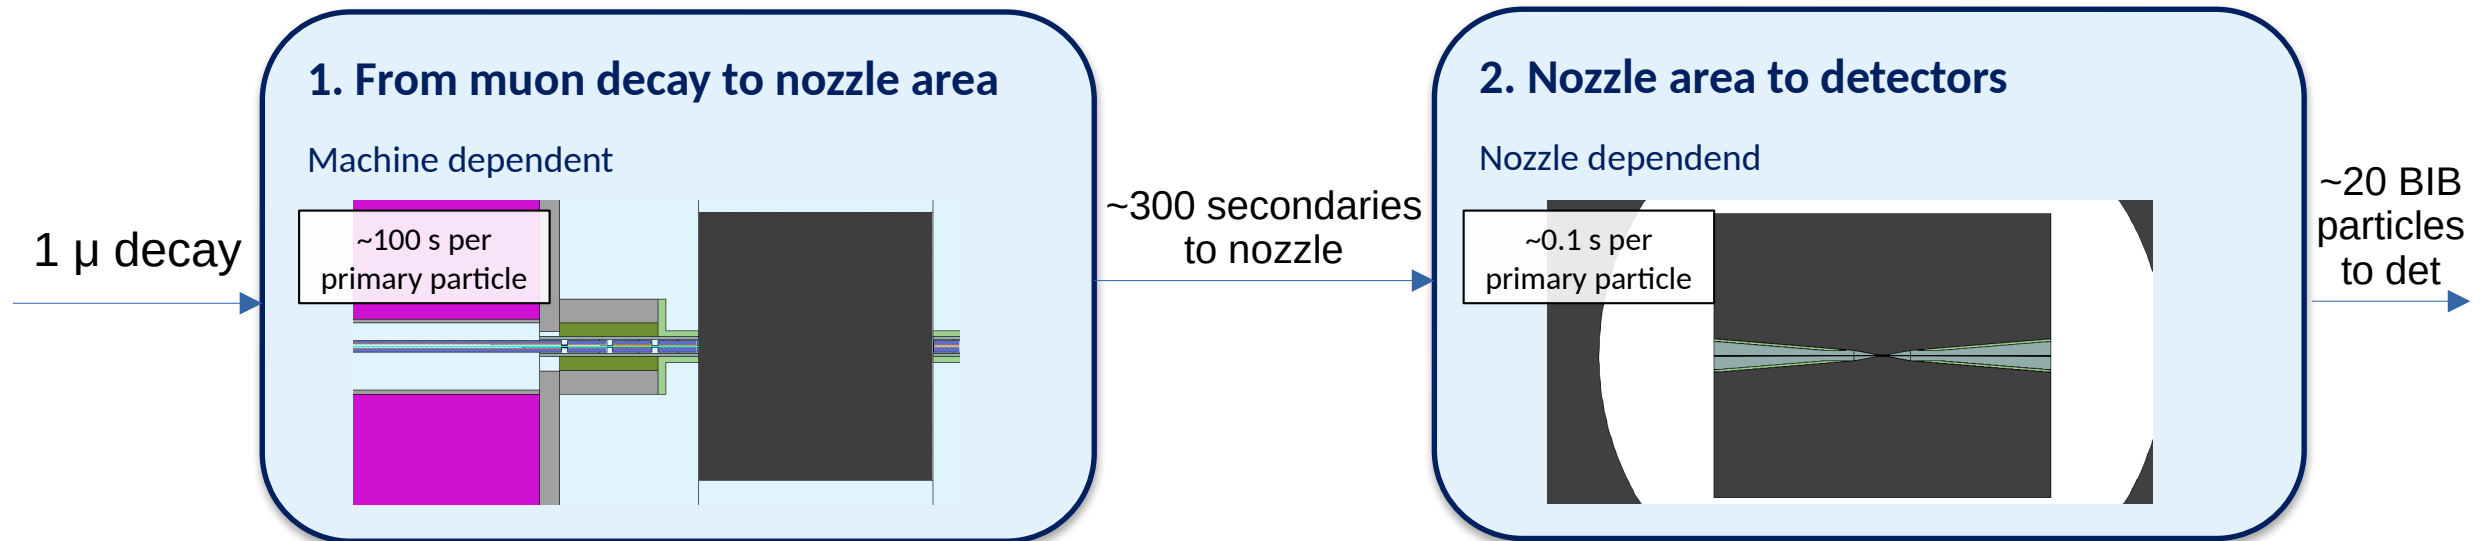 1 μ decay
1. From muon decay to nozzle area
Machine dependent
~100 s per
primary particle
~300 secondaries
to nozzle
2. Nozzle area to detectors
Nozzle dependend
~0.1 s per
primary particle
~20 BIB
particles
to det